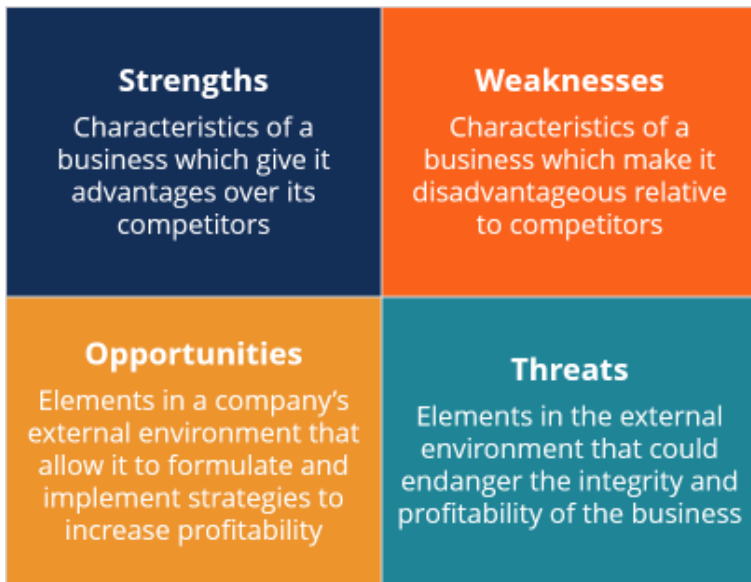 Strengths
Characteristics of a
business which give it
advantages over its
competitors
Weaknesses
Characteristics of a
business which make it
disadvantageous relative
to competitors
Opportunities
Elements in a company's
external environment that
allow it to formulate and
implement strategies to
increase profitability
Threats
Elements in the external
environment that could
endanger the integrity and
profitability of the business